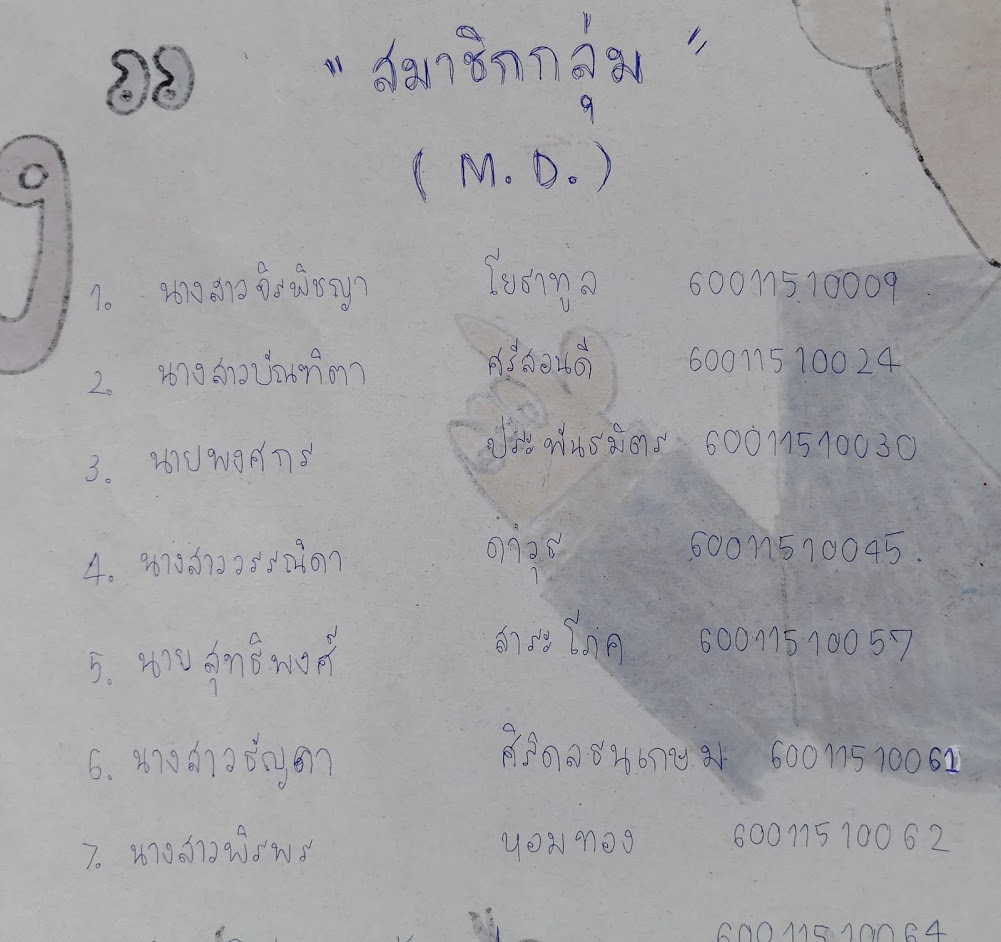 "สมาชิกกลุ่ม"
(M.D.)
1. นางสาวจิรพิชญา โยธาทูล 60011510009
2. นางสาวบัณฑิตา ศรีสอนดี 60011510024
3. นายพงศกร ประพันธมิตร 60011510030
4. นางสาววรรณิดา ดาวุธ 60011510045
5. นายสุทธิพงศ์ สาระโภค 60011510057
6. นางสาวธัญดา ศิริดลธนเกษม 60011510061
7. นางสาวพิรพร หอมทอง 60011510062
60011510064